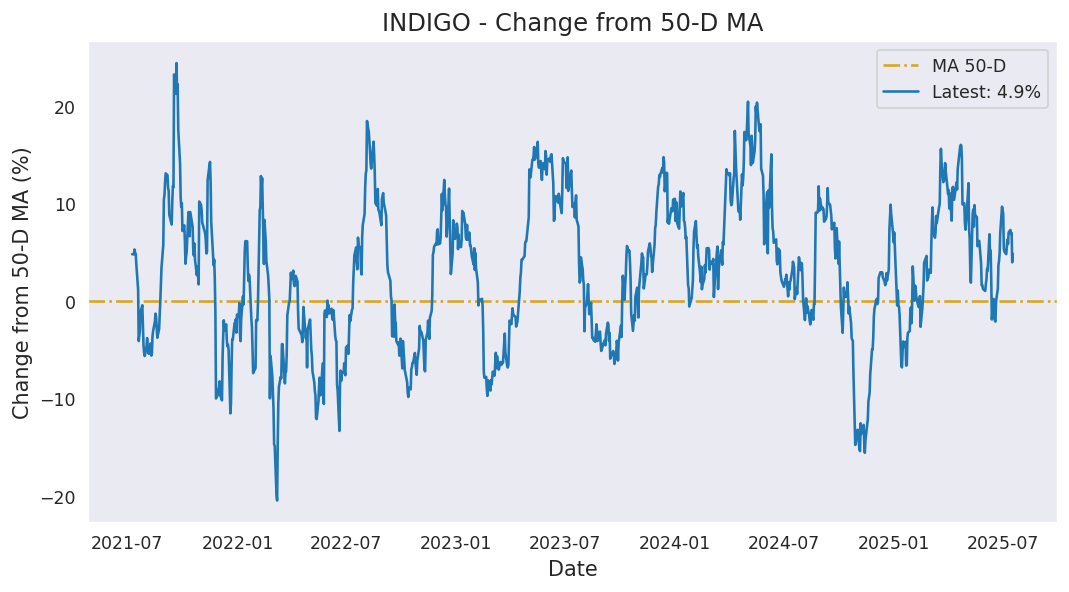 INDIGO - Change from 50-D MA
MA 50-D
Latest: 4.9%
Change from 50-D MA (%)
20
10
0
−10
−20
2021-07
2022-01
2022-07
2023-01
2023-07
2024-01
2024-07
2025-01
2025-07
Date